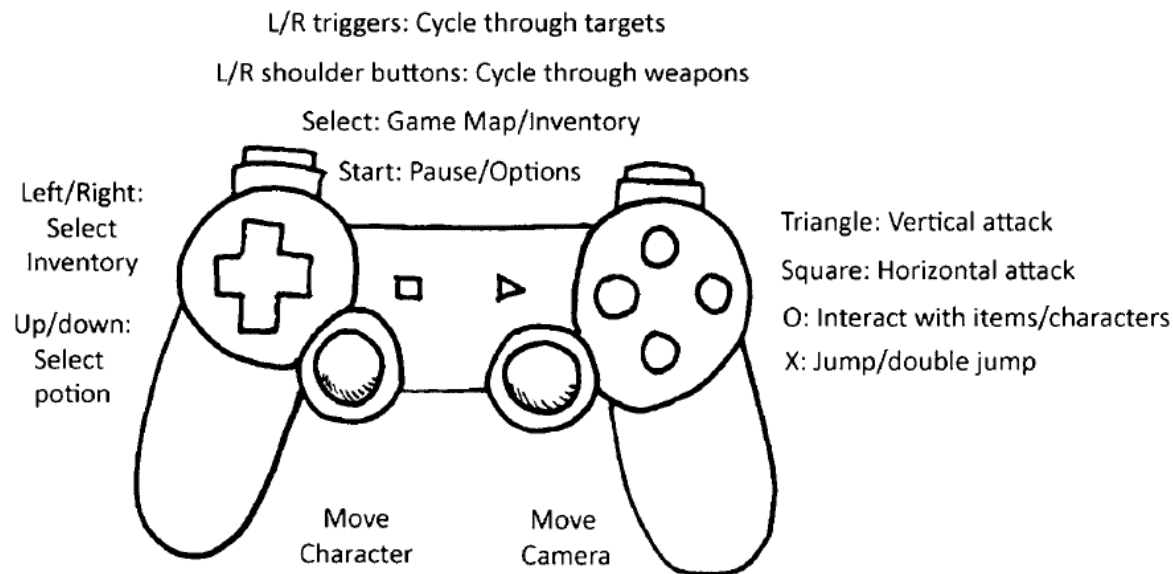 L/R triggers: Cycle through targets
L/R shoulder buttons: Cycle through weapons
Select: Game Map/Inventory
Start: Pause/Options
Left/Right:
Select
Inventory
Up/down:
Select
potion
Triangle: Vertical attack
Square: Horizontal attack
O: Interact with items/characters
X: Jump/double jump
Move
Character
Move
Camera